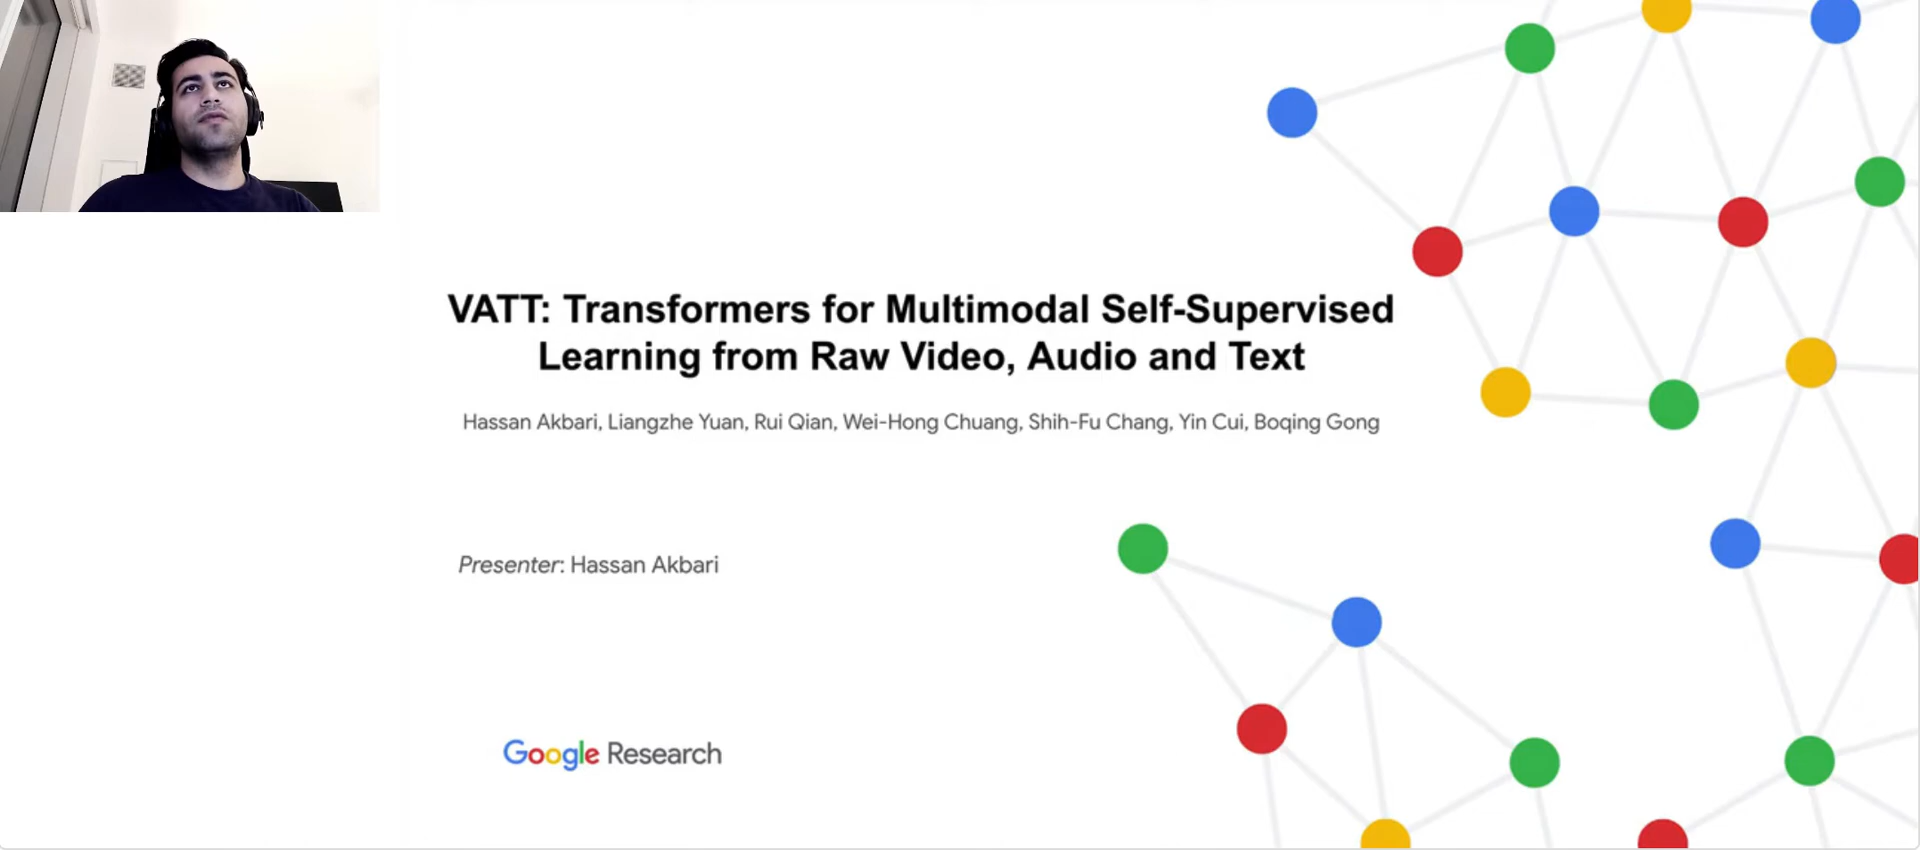 VATT: Transformers for Multimodal Self-Supervised
Learning from Raw Video, Audio and Text
Hassan Akbari, Liangzhe Yuan, Rui Qian, Wei-Hong Chuang, Shih-Fu Chang, Yin Cui, Boqing Gong
Presenter: Hassan Akbari
Google Research